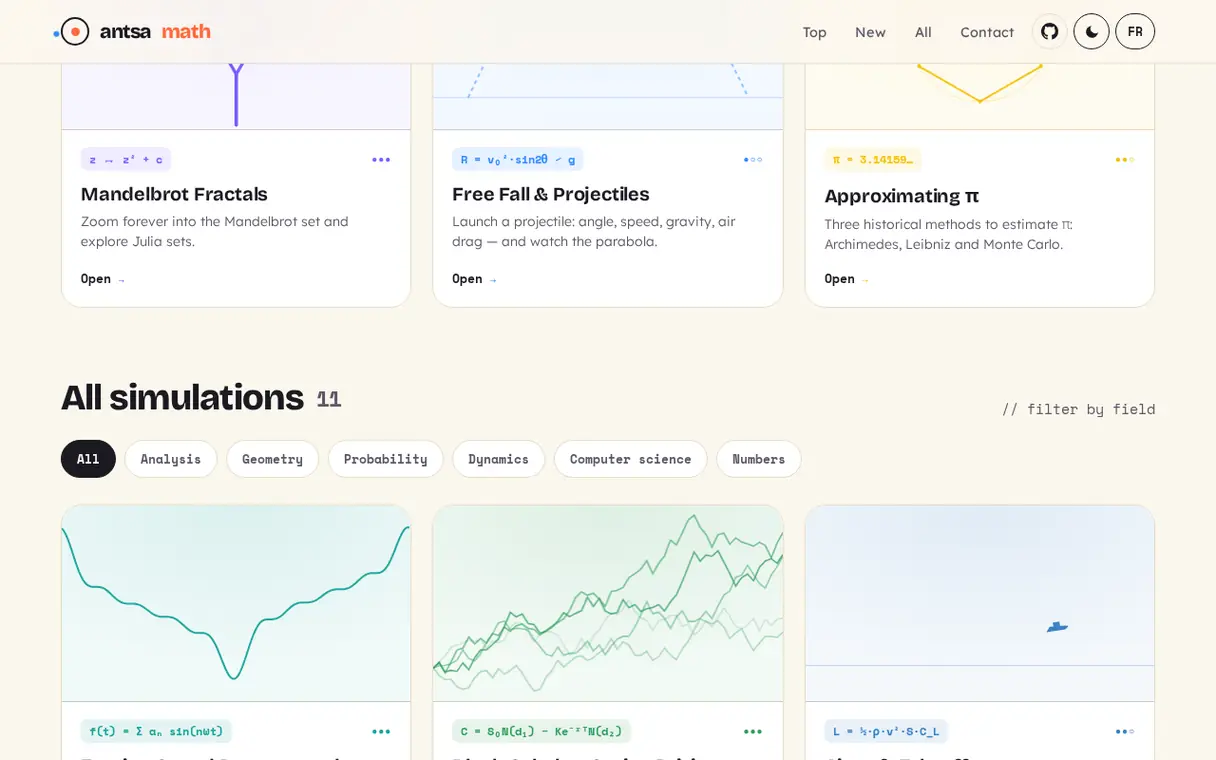 antsa math
Top New All Contact FR
z → z² + c
Mandelbrot Fractals
Zoom forever into the Mandelbrot set and
explore Julia sets.
Open →
R = v₀²·sin2θ ∕ g
Free Fall & Projectiles
Launch a projectile: angle, speed, gravity, air
drag — and watch the parabola.
Open →
π ≈ 3.14159…
Approximating π
Three historical methods to estimate π:
Archimedes, Leibniz and Monte Carlo.
Open →
All simulations 11
// filter by field
All Analysis Geometry Probability Dynamics Computer science Numbers
f(t) = Σ aₙ sin(nωt)
C = S₀N(d₁) − Ke⁻ʳᵀN(d₂)
L = ½·ρ·v²·S·C_L